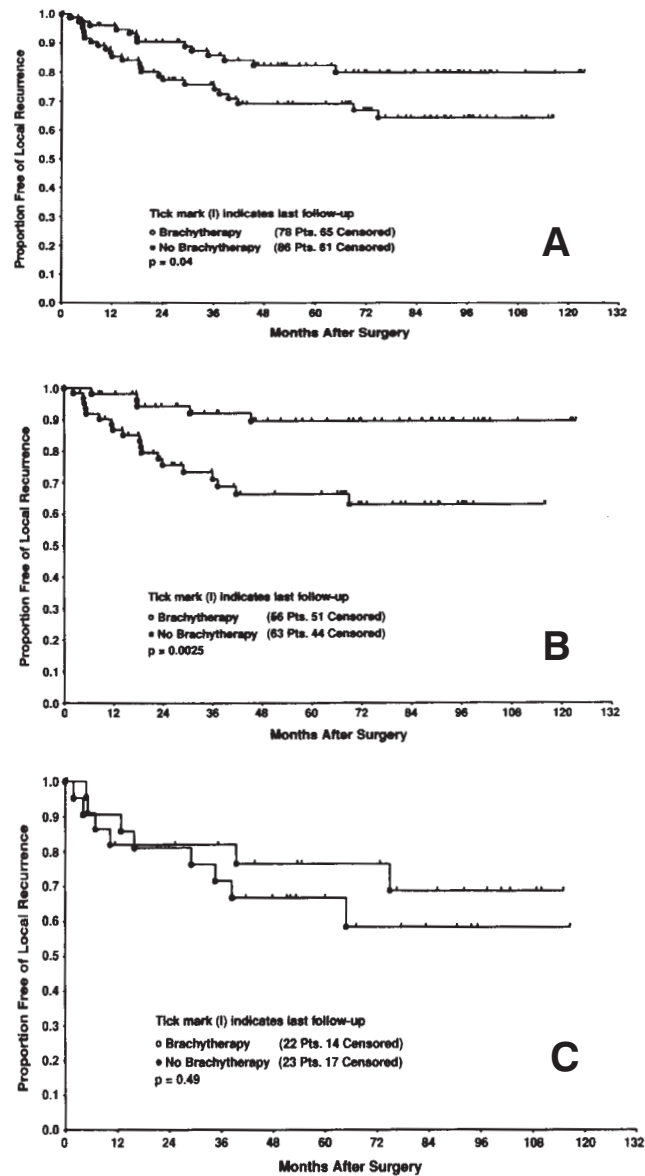 Proportion Free of Local Recurrence
1.0
0.9
0.8
0.7
0.6
0.5
0.4
0.3
0.2
0.1
0.0
Tick mark (I) indicates last follow-up
Brachytherapy (78 Pts. 65 Censored)
No Brachytherapy (86 Pts. 61 Censored)
p = 0.04
A
0 12 24 36 48 60 72 84 96 108 120 132
Months After Surgery
Proportion Free of Local Recurrence
1.0
0.9
0.8
0.7
0.6
0.5
0.4
0.3
0.2
0.1
0.0
Tick mark (I) indicates last follow-up
Brachytherapy (56 Pts. 51 Censored)
No Brachytherapy (63 Pts. 44 Censored)
p = 0.0025
B
0 12 24 36 48 60 72 84 96 108 120 132
Months After Surgery
Proportion Free of Local Recurrence
1.0
0.9
0.8
0.7
0.6
0.5
0.4
0.3
0.2
0.1
0.0
Tick mark (I) indicates last follow-up
Brachytherapy (22 Pts. 14 Censored)
No Brachytherapy (23 Pts. 17 Censored)
p = 0.49
C
0 12 24 36 48 60 72 84 96 108 120 132
Months After Surgery